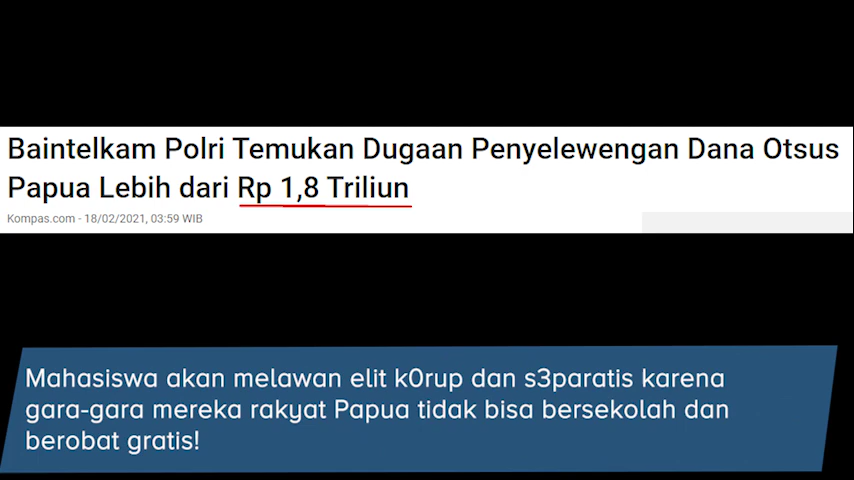 Baintelkam Polri Temukan Dugaan Penyelewengan Dana Otsus
Papua Lebih dari Rp 1,8 Triliun
Kompas.com - 18/02/2021, 03:59 WIB
Mahasiswa akan melawan elit k0rup dan s3paratis karena
gara-gara mereka rakyat Papua tidak bisa bersekolah dan
berobat gratis!